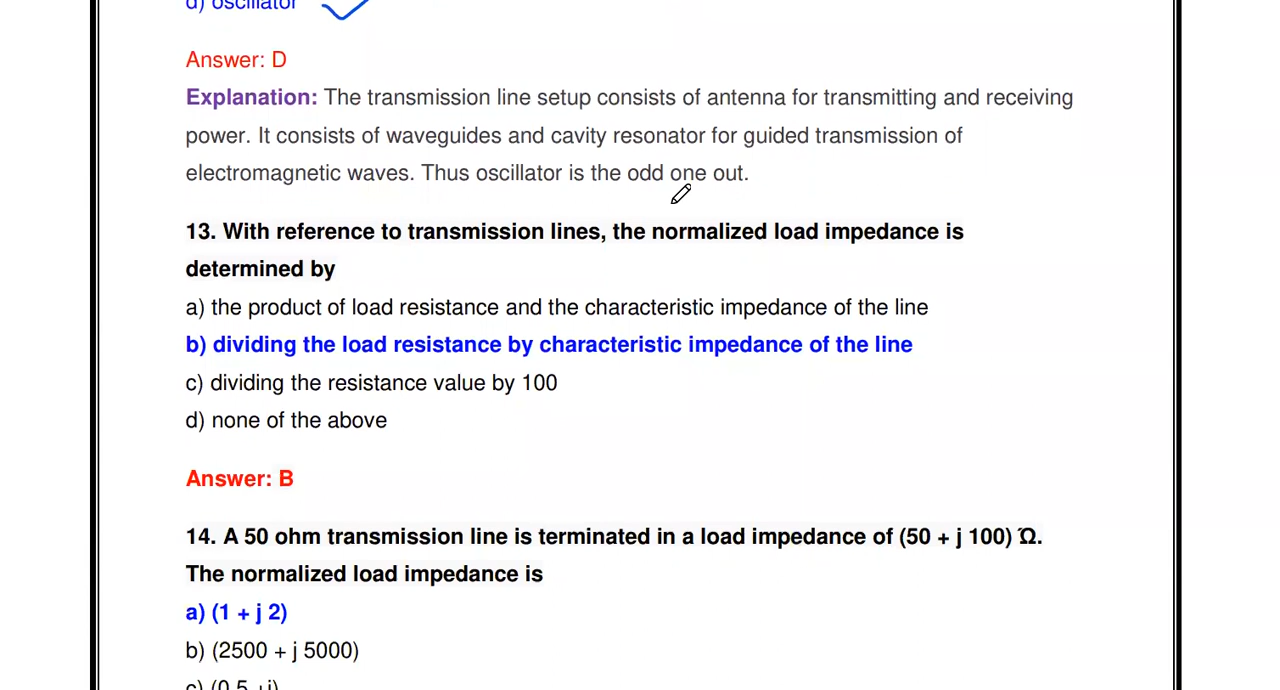 d) oscillator
Answer: D
Explanation: The transmission line setup consists of antenna for transmitting and receiving
power. It consists of waveguides and cavity resonator for guided transmission of
electromagnetic waves. Thus oscillator is the odd one out.
13. With reference to transmission lines, the normalized load impedance is
determined by
a) the product of load resistance and the characteristic impedance of the line
b) dividing the load resistance by characteristic impedance of the line
c) dividing the resistance value by 100
d) none of the above
Answer: B
14. A 50 ohm transmission line is terminated in a load impedance of (50 + j 100) Ώ.
The normalized load impedance is
a) (1 + j 2)
b) (2500 + j 5000)
c) (0.5 +j)